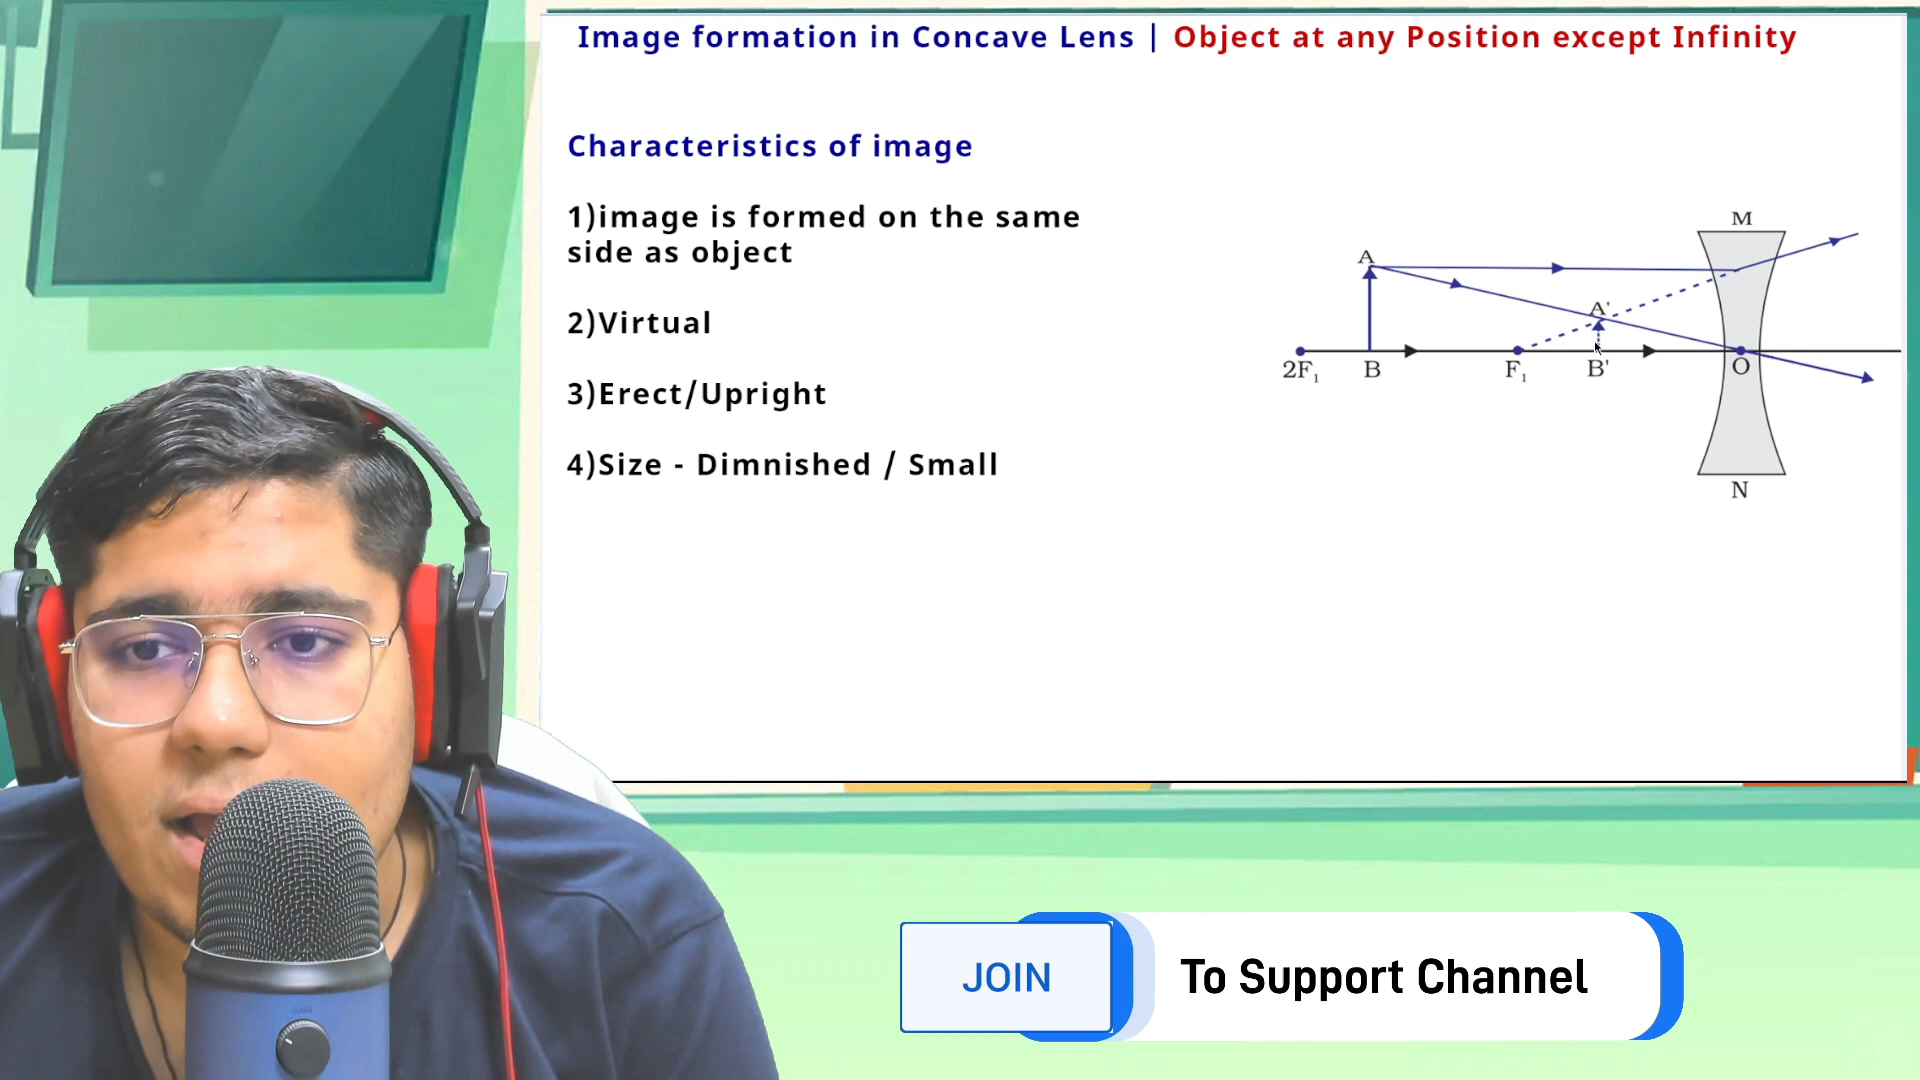 Image formation in Concave Lens | Object at any Position except Infinity
Characteristics of image
1)image is formed on the same
side as object
2)Virtual
3)Erect/Upright
4)Size - Dimnished / Small
M
A
A'
2F₁
B
F₁
B'
O
N
GAIN
JOIN
To Support Channel